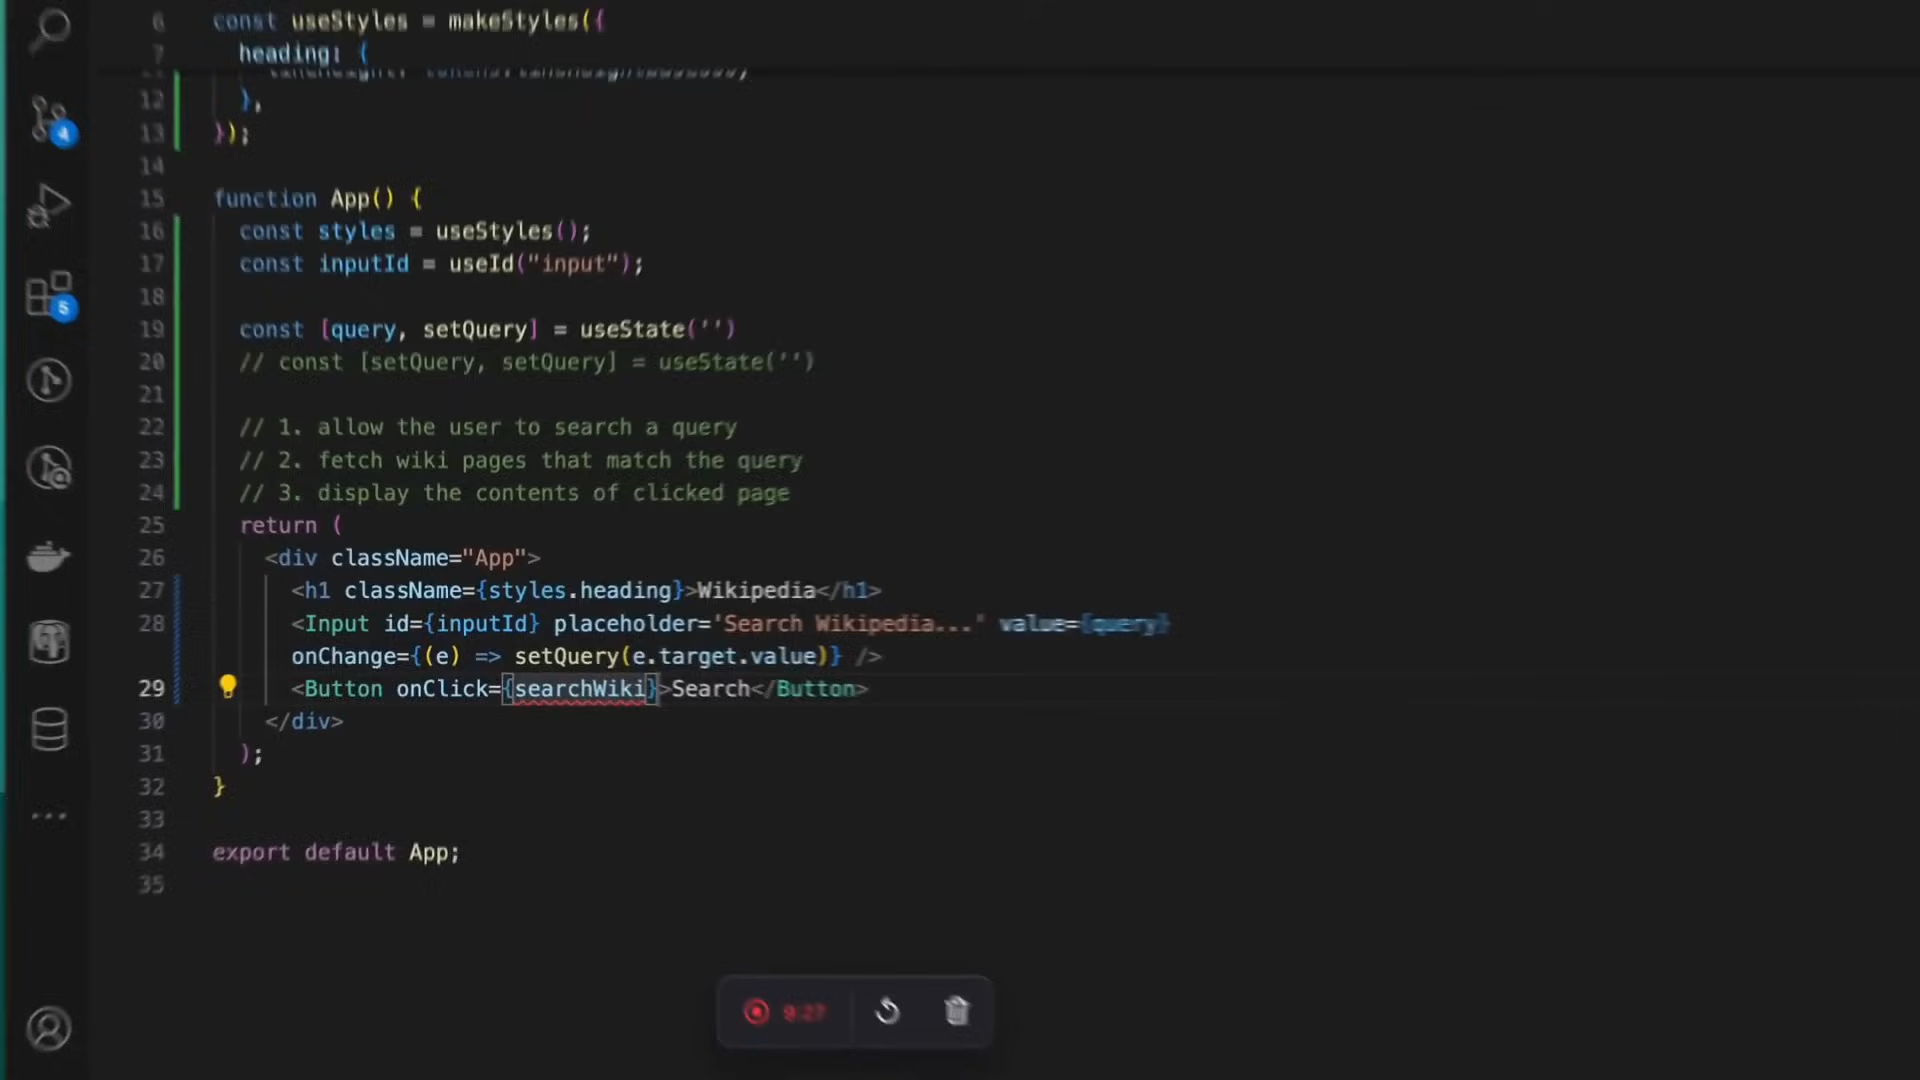 6 const useStyles = makeStyles({
7 heading: {
12 },
13 });
14
15 function App() {
16 const styles = useStyles();
17 const inputId = useId("input");
18
19 const [query, setQuery] = useState('')
20 // const [setQuery, setQuery] = useState('')
21
22 // 1. allow the user to search a query
23 // 2. fetch wiki pages that match the query
24 // 3. display the contents of clicked page
25 return (
26 <div className="App">
27 <h1 className={styles.heading}>Wikipedia</h1>
28 <Input id={inputId} placeholder='Search Wikipedia...' value={query}
onChange={(e) => setQuery(e.target.value)} />
29 <Button onClick={searchWiki}>Search</Button>
30 </div>
31 );
32 }
33
34 export default App;
35
4
5
9:27